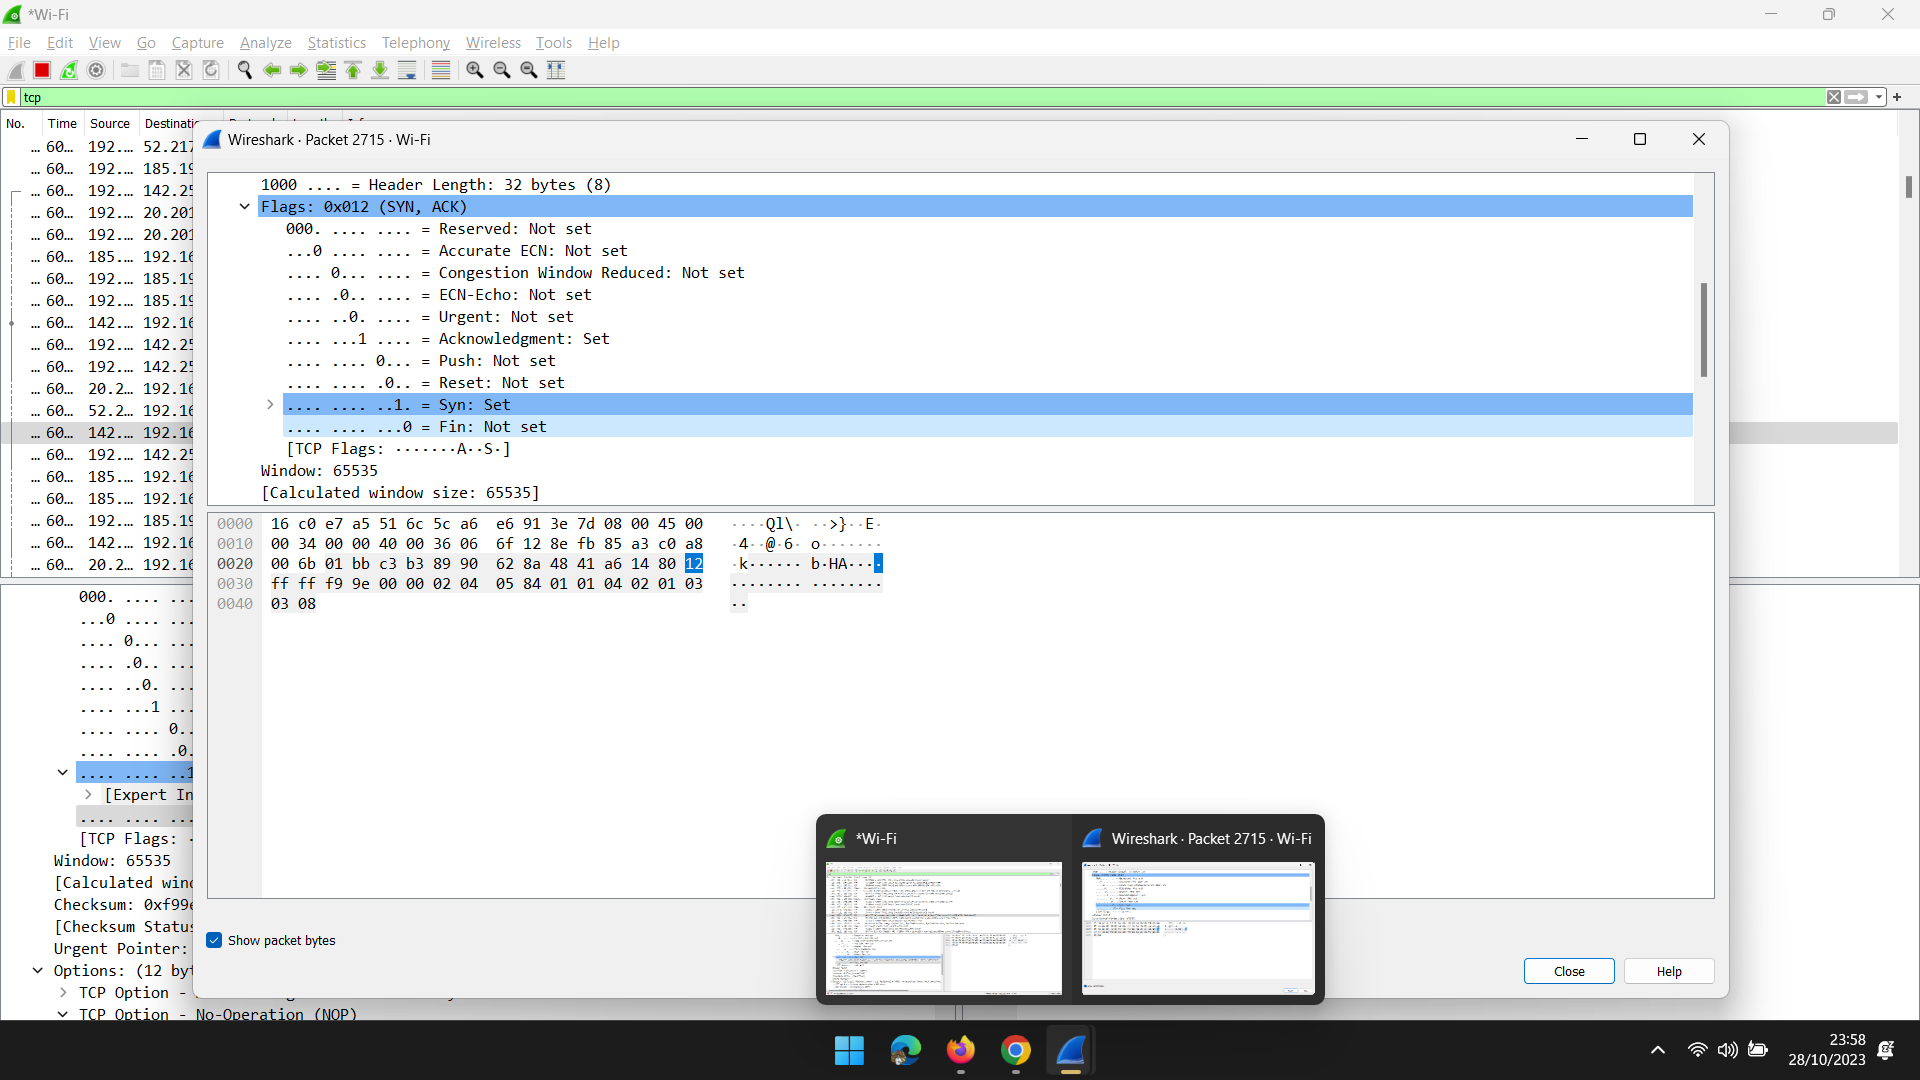 *Wi-Fi
File Edit View Go Capture Analyze Statistics Telephony Wireless Tools Help
tcp
No. Time Source Destinatio
Wireshark · Packet 2715 · Wi-Fi
... 60... 192.... 52.217
... 60... 192.... 185.19
... 60... 192.... 142.25
... 60... 192.... 20.201
... 60... 192.... 20.201
... 60... 185.... 192.16
... 60... 192.... 185.19
... 60... 192.... 185.19
... 60... 142.... 192.16
... 60... 192.... 142.25
... 60... 192.... 142.25
... 60... 20.2... 192.16
... 60... 52.2... 192.16
... 60... 142.... 192.16
... 60... 192.... 142.25
... 60... 185.... 192.16
... 60... 185.... 192.16
... 60... 192.... 185.19
... 60... 142.... 192.16
... 60... 20.2... 192.16
1000 .... = Header Length: 32 bytes (8)
Flags: 0x012 (SYN, ACK)
000. .... .... = Reserved: Not set
...0 .... .... = Accurate ECN: Not set
.... 0... .... = Congestion Window Reduced: Not set
.... .0.. .... = ECN-Echo: Not set
.... ..0. .... = Urgent: Not set
.... ...1 .... = Acknowledgment: Set
.... .... 0... = Push: Not set
.... .... .0.. = Reset: Not set
.... .... ..1. = Syn: Set
.... .... ...0 = Fin: Not set
[TCP Flags: ·······A··S·]
Window: 65535
[Calculated window size: 65535]
0000 16 c0 e7 a5 51 6c 5c a6 e6 91 3e 7d 08 00 45 00 ····Ql\· ··>}··E·
0010 00 34 00 00 40 00 36 06 6f 12 8e fb 85 a3 c0 a8 ·4··@·6· o·······
0020 00 6b 01 bb c3 b3 89 90 62 8a 48 41 a6 14 80 12 ·k······ b·HA····
0030 ff ff f9 9e 00 00 02 04 05 84 01 01 04 02 01 03 ········ ········
0040 03 08 ··
000. .... ...
...0 .... ...
.... 0... ...
.... .0.. ...
.... ..0. ...
.... ...1 ...
.... .... 0..
.... .... .0.
.... .... ..1
[Expert In
.... .... ...
[TCP Flags: ·
Window: 65535
[Calculated wind
Checksum: 0xf99e
[Checksum Status
Urgent Pointer:
Options: (12 byt
TCP Option -
TCP Option - No-Operation (NOP)
Show packet bytes
*Wi-Fi
Wireshark · Packet 2715 · Wi-Fi
Close Help
23:58
28/10/2023